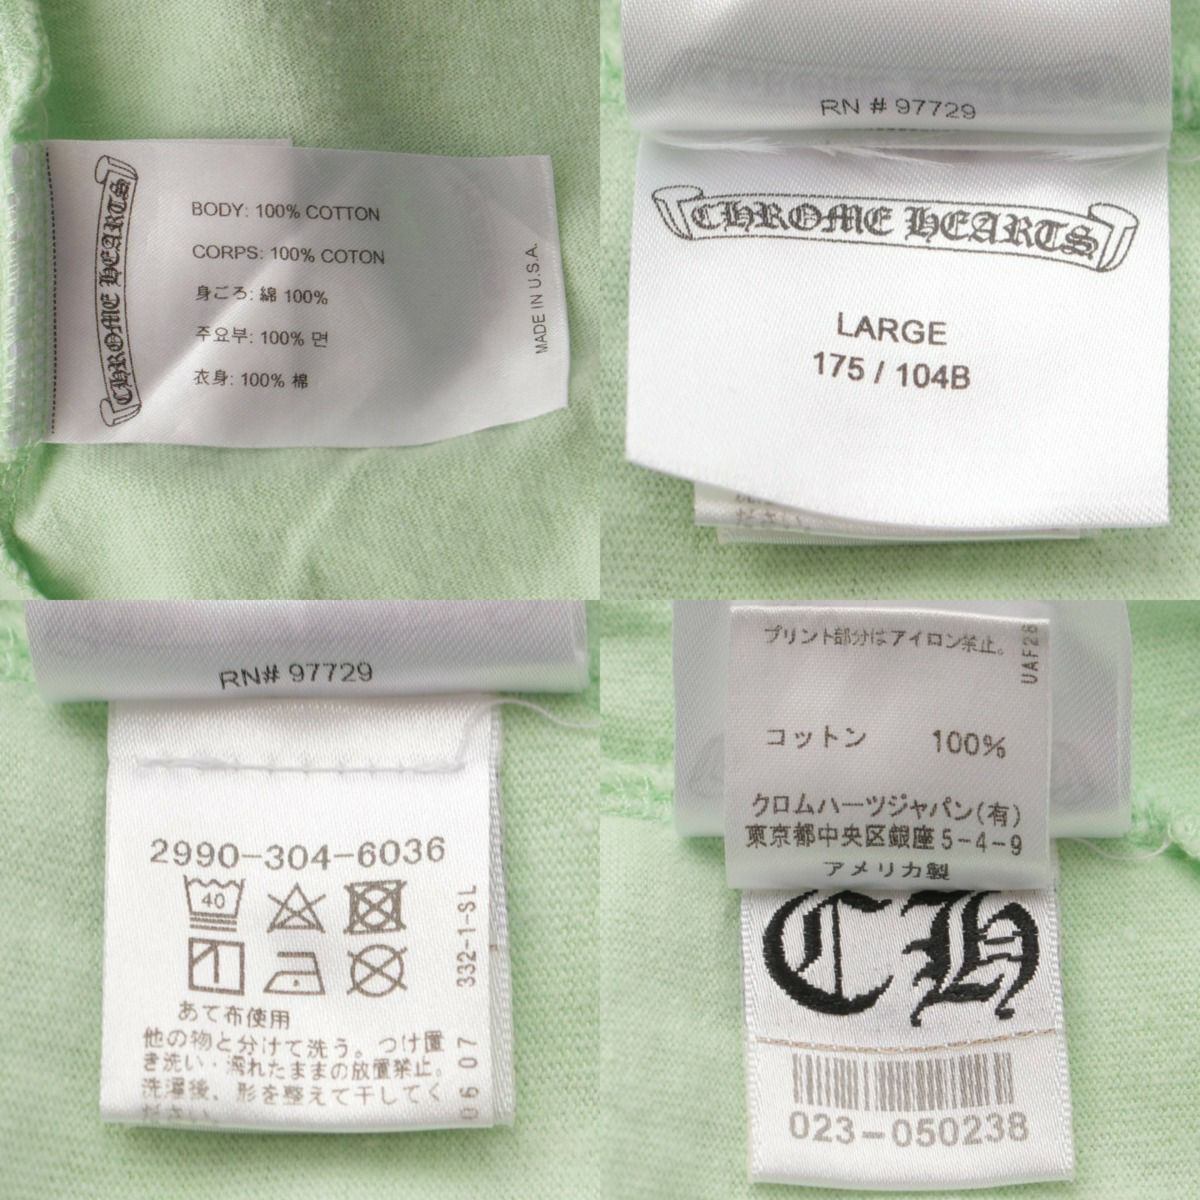 CHROME HEARTS
BODY: 100% COTTON
CORPS: 100% COTON
身ごろ: 綿 100%
주요부: 100% 면
衣身: 100% 棉
MADE IN U.S.A.
RN # 97729
CHROME HEARTS
LARGE
175 / 104B
RN# 97729
2990-304-6036
40
あて布使用
他の物と分けて洗う。つけ置
き洗い・濡れたままの放置禁止。
洗濯後、形を整えて干してく
ださい。
332-1-SL
06 07
プリント部分はアイロン禁止。
UAF26
コットン 100%
クロムハーツジャパン(有)
東京都中央区銀座5-4-9
アメリカ製
CH
023-050238